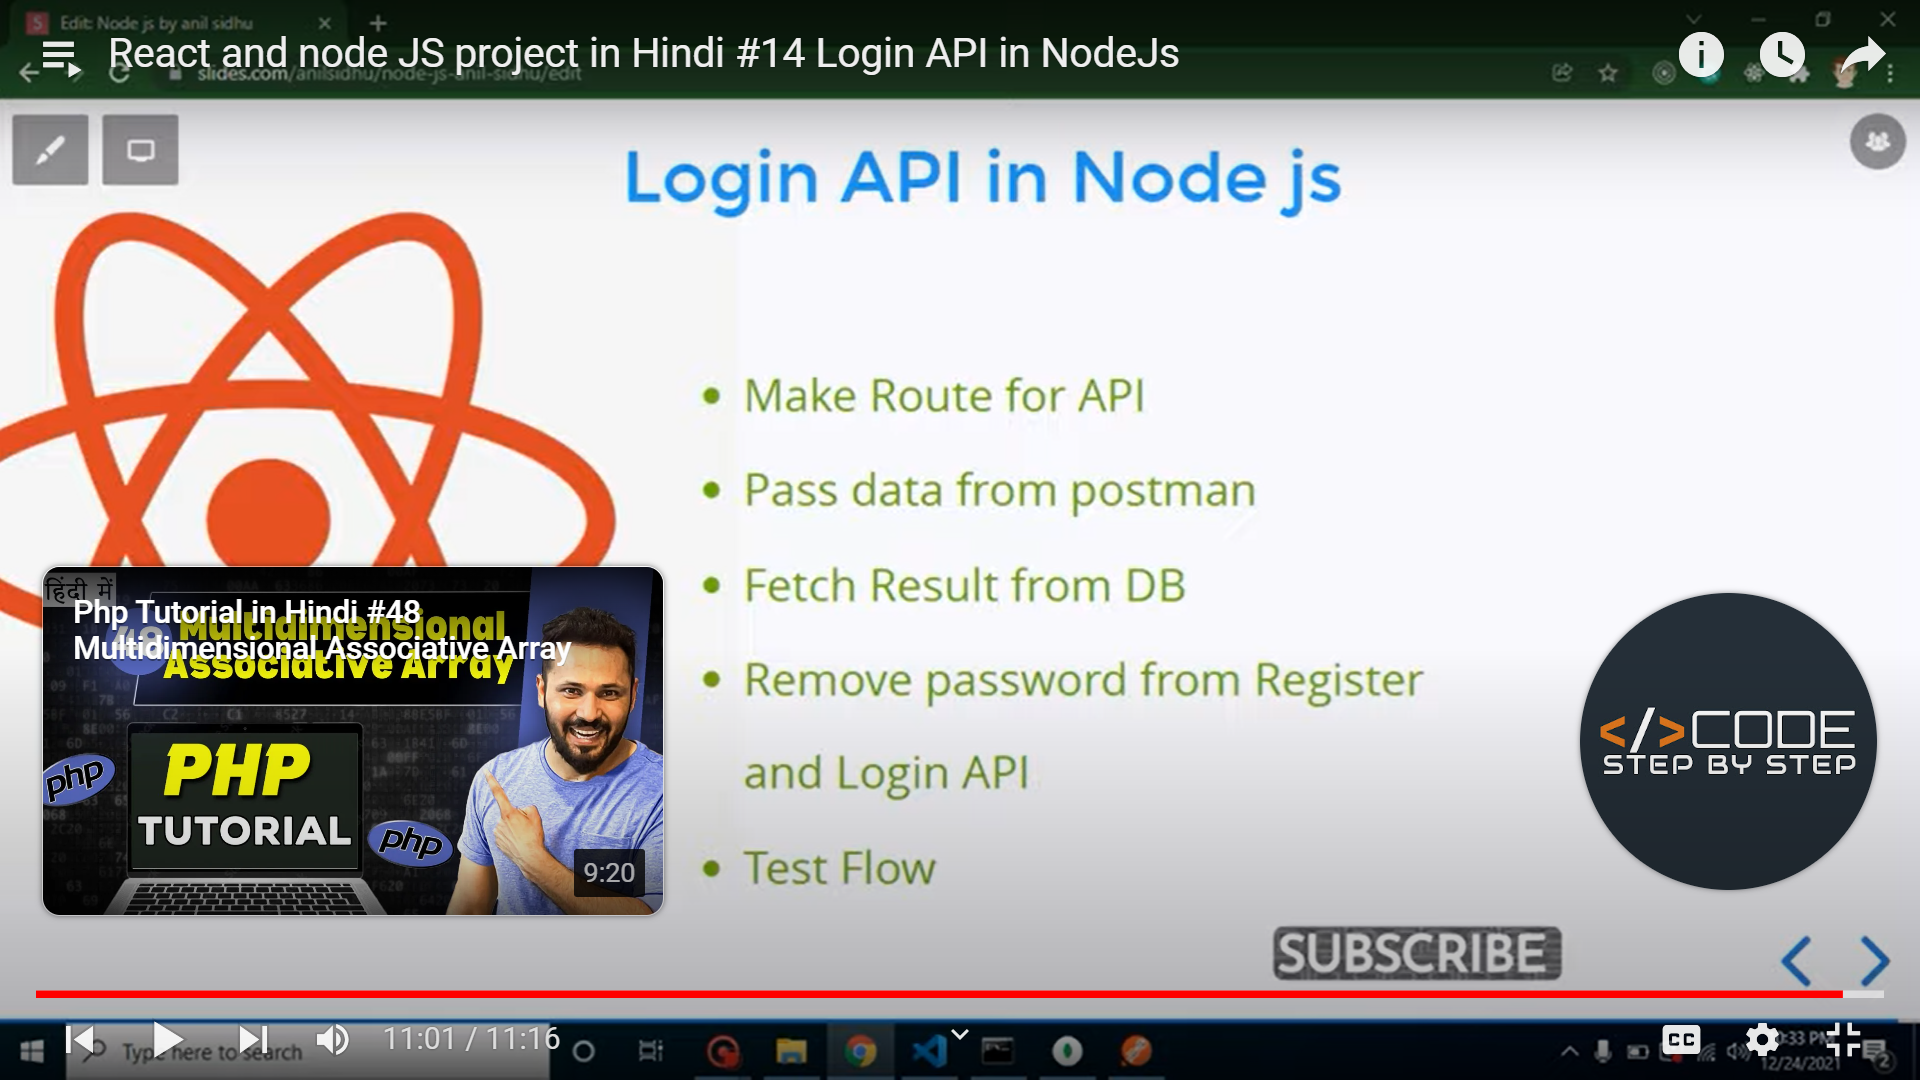 Edit: Node js by anil sidhu
React and node JS project in Hindi #14 Login API in NodeJs
slides.com/anilsidhu/node-js-anil-sidhu/edit
Login API in Node js
Make Route for API
Pass data from postman
Fetch Result from DB
Remove password from Register
and Login API
Test Flow
हिंदी में
Php Tutorial in Hindi #48
Multidimensional Associative Array
48
Multidimensional
Associative Array
PHP
TUTORIAL
php
php
9:20
</>CODE
STEP BY STEP
SUBSCRIBE
11:01 / 11:16
CC
Type here to search
:33 PM
12/24/2021
2